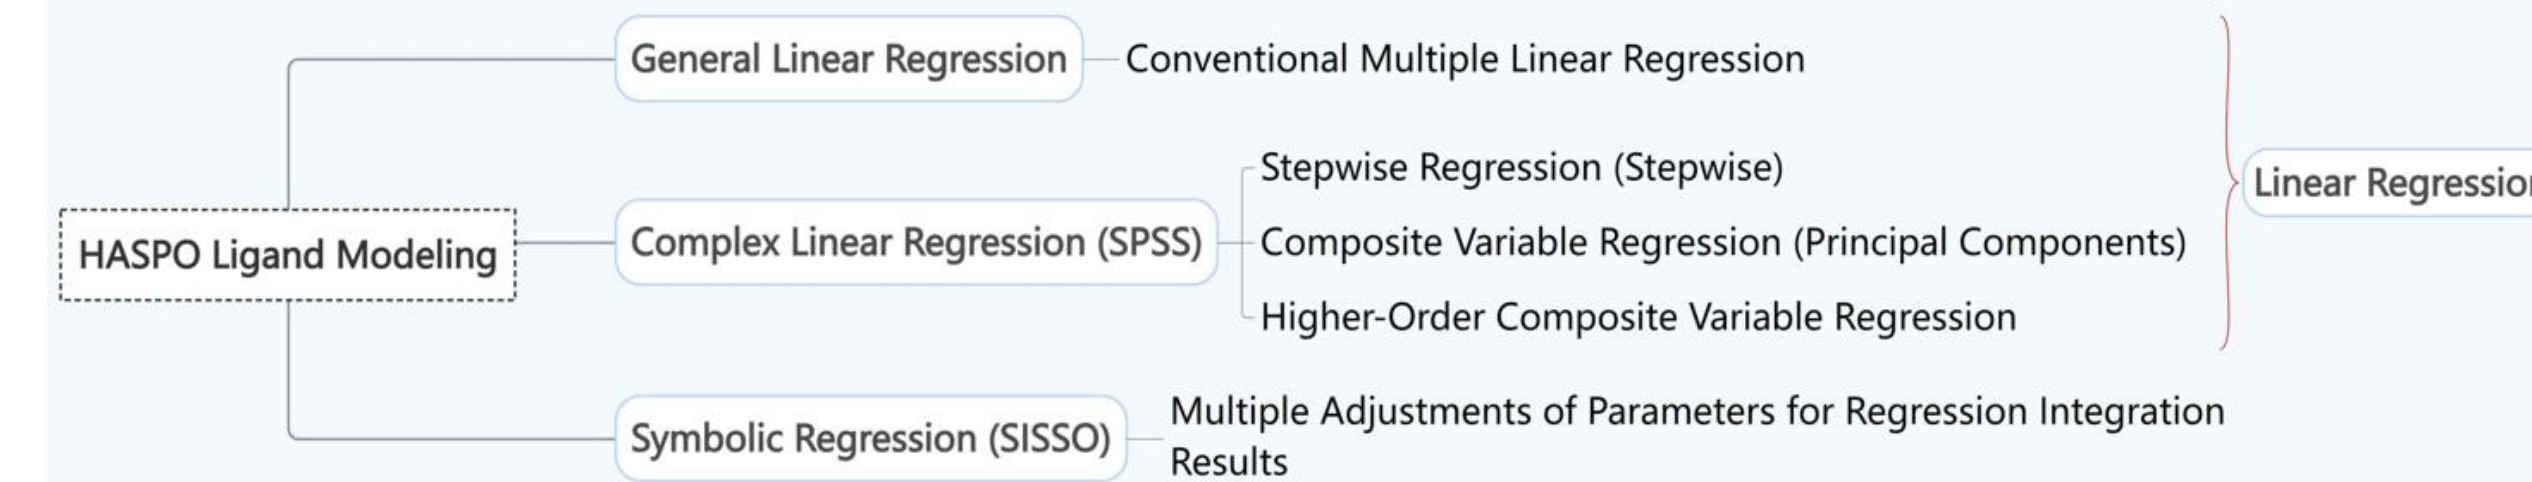 General Linear Regression
Conventional Multiple Linear Regression
Stepwise Regression (Stepwise)
Linear Regression
HASPO Ligand Modeling
Complex Linear Regression (SPSS)
Composite Variable Regression (Principal Components)
Higher-Order Composite Variable Regression
Symbolic Regression (SISSO)
Multiple Adjustments of Parameters for Regression Integration
Results